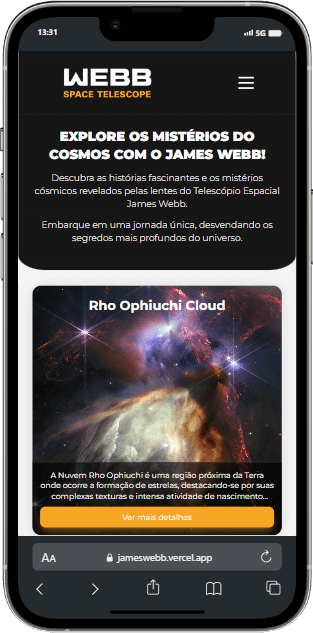 13:31
5G
WEBB
SPACE TELESCOPE
EXPLORE OS MISTÉRIOS DO
COSMOS COM O JAMES WEBB!
Descubra as histórias fascinantes e os mistérios
cósmicos revelados pelas lentes do Telescópio Espacial
James Webb.
Embarque em uma jornada única, desvendando os
segredos mais profundos do universo.
Rho Ophiuchi Cloud
A Nuvem Rho Ophiuchi é uma região próxima da Terra
onde ocorre a formação de estrelas, destacando-se por suas
complexas texturas e intensa atividade de nascimento...
Ver mais detalhes
AA
jameswebb.vercel.app